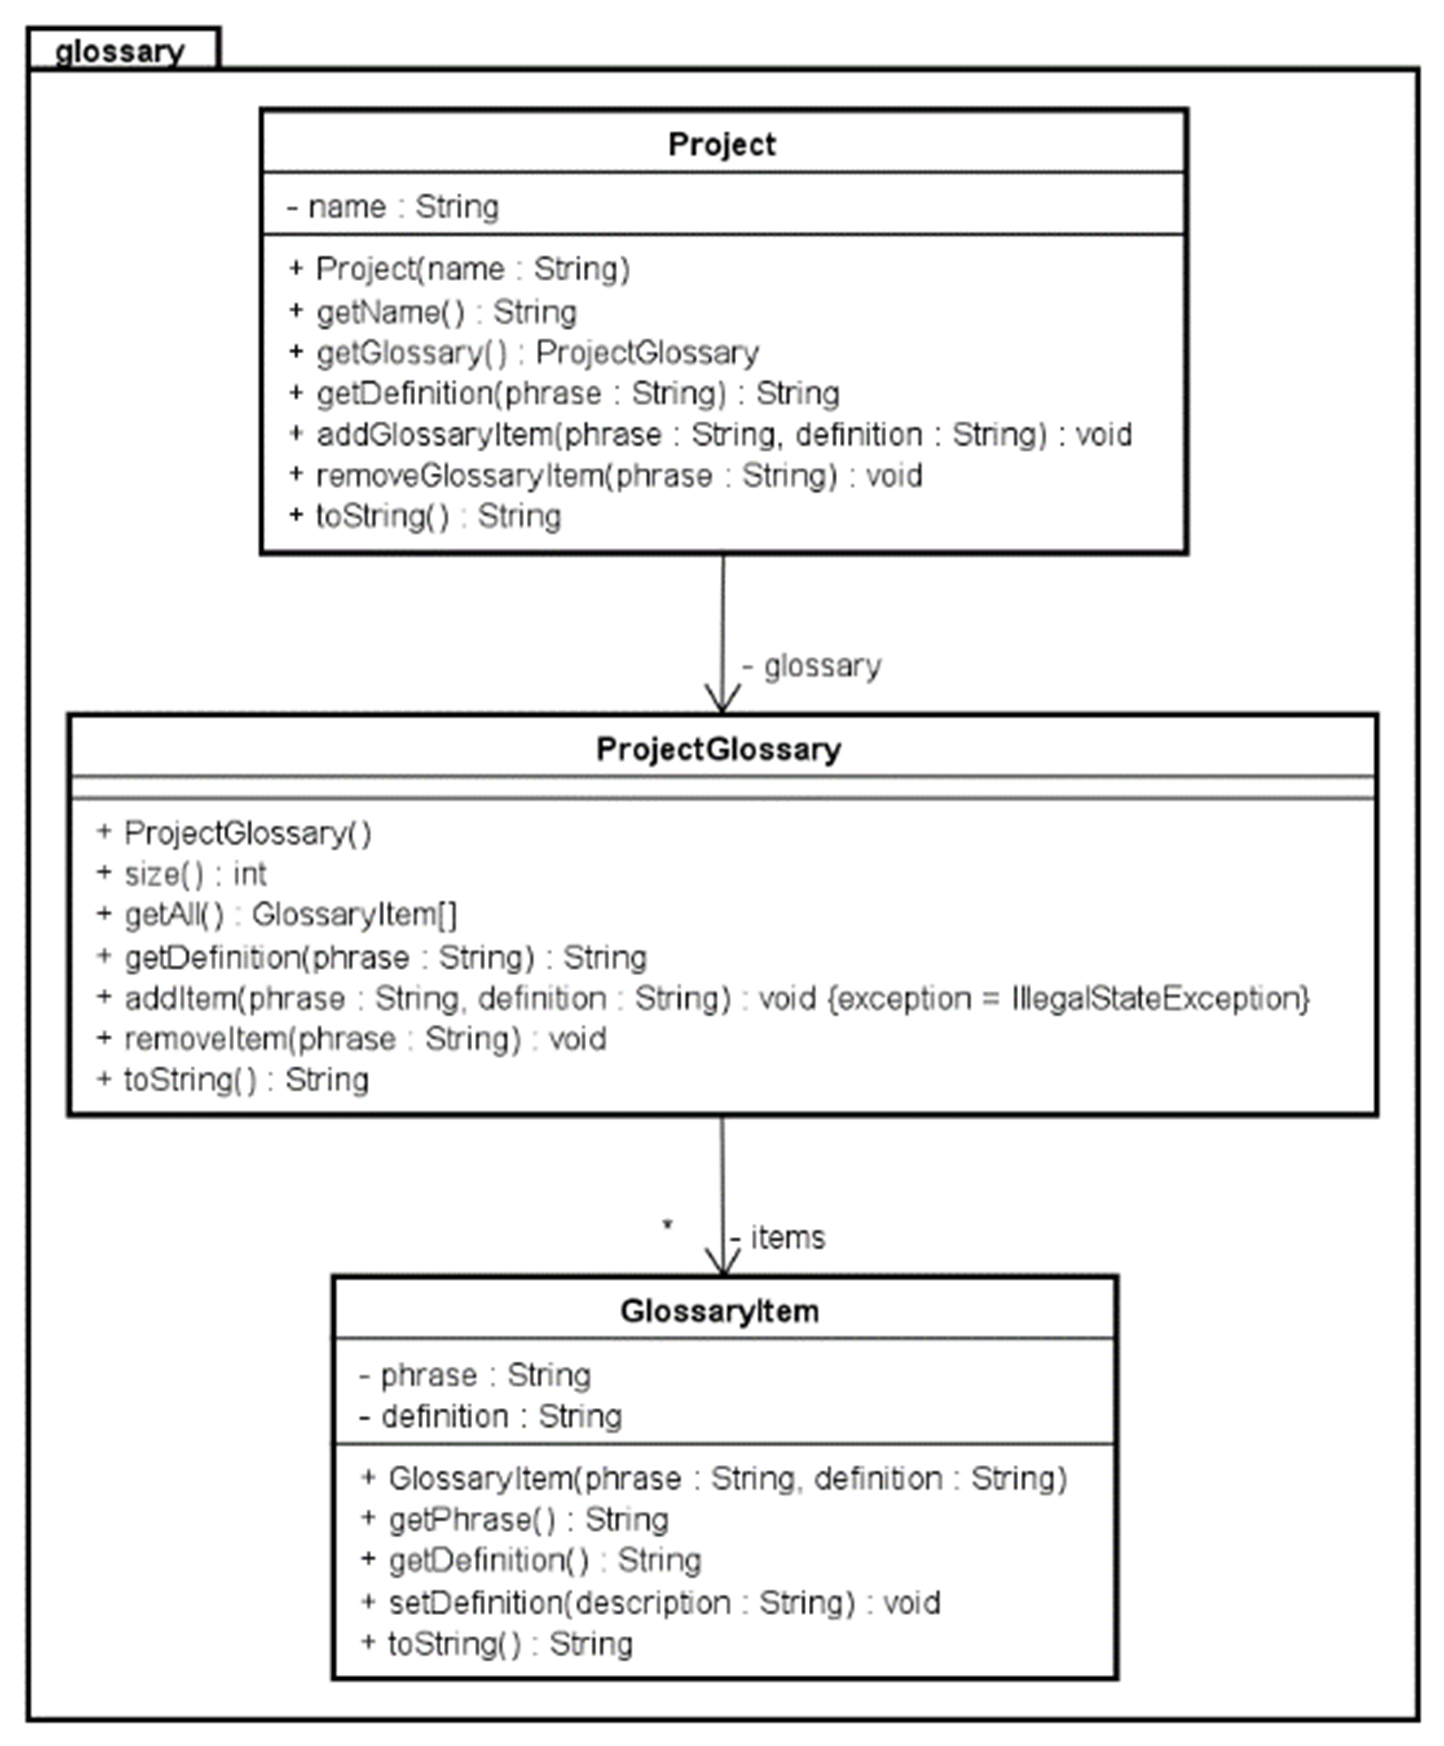 glossary
Project
- name : String
+ Project(name : String)
+ getName() : String
+ getGlossary() : ProjectGlossary
+ getDefinition(phrase : String) : String
+ addGlossaryItem(phrase : String, definition : String) : void
+ removeGlossaryItem(phrase : String) : void
+ toString() : String
- glossary
ProjectGlossary
+ ProjectGlossary()
+ size() : int
+ getAll() : GlossaryItem[]
+ getDefinition(phrase : String) : String
+ addItem(phrase : String, definition : String) : void {exception = IllegalStateException}
+ removeItem(phrase : String) : void
+ toString() : String
* - items
GlossaryItem
- phrase : String
- definition : String
+ GlossaryItem(phrase : String, definition : String)
+ getPhrase() : String
+ getDefinition() : String
+ setDefinition(description : String) : void
+ toString() : String